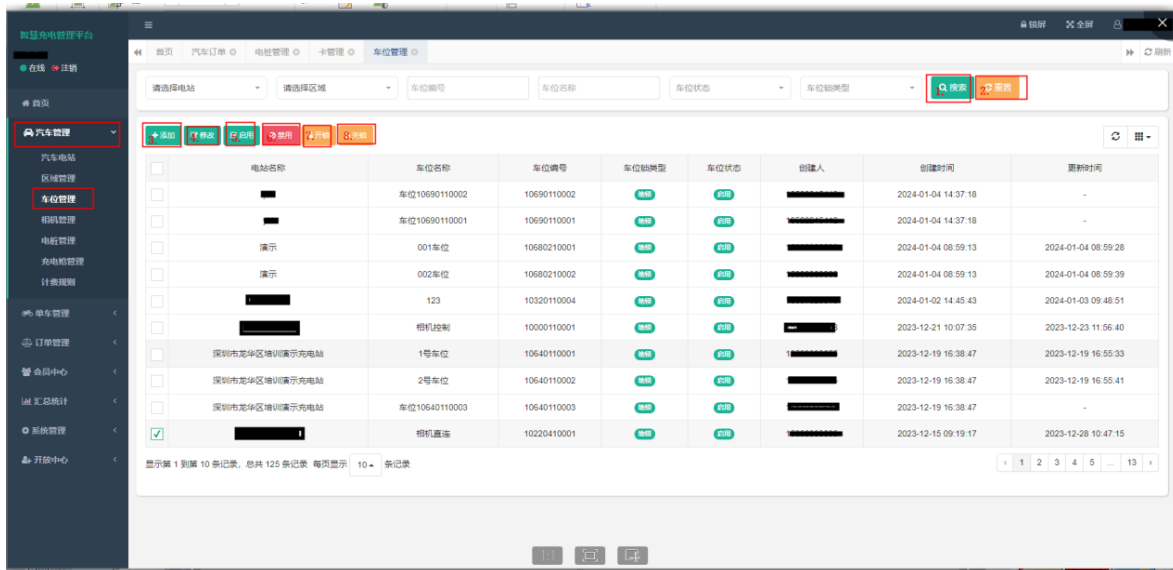 智慧充电管理平台
在线 注销
首页
汽车管理
汽车电站
区域管理
车位管理
相机管理
电桩管理
充电枪管理
计费规则
单车管理
订单管理
会员中心
汇总统计
系统管理
开放中心
锁屏 全屏
首页 汽车订单 电桩管理 卡管理 车位管理 刷新
请选择电站 请选择区域 车位编号 车位名称 车位状态 车位锁类型 1. 搜索 2. 重置
3. 添加 4. 修改 5. 启用 6. 禁用 7. 开锁 8. 关锁
电站名称 车位名称 车位编号 车位锁类型 车位状态 创建人 创建时间 更新时间
车位10690110002 10690110002 地锁 启用 2024-01-04 14:37:18 -
车位10690110001 10690110001 地锁 启用 2024-01-04 14:37:18 -
演示 001车位 10680210001 地锁 启用 2024-01-04 08:59:13 2024-01-04 08:59:28
演示 002车位 10680210002 地锁 启用 2024-01-04 08:59:13 2024-01-04 08:59:39
123 10320110004 地锁 启用 2024-01-02 14:45:43 2024-01-03 09:48:51
相机控制 10000110001 地锁 启用 2023-12-21 10:07:35 2023-12-23 11:56:40
深圳市龙华区培训演示充电站 1号车位 10640110001 地锁 启用 2023-12-19 16:38:47 2023-12-19 16:55:33
深圳市龙华区培训演示充电站 2号车位 10640110002 地锁 启用 2023-12-19 16:38:47 2023-12-19 16:55:41
深圳市龙华区培训演示充电站 车位10640110003 10640110003 地锁 启用 2023-12-19 16:38:47 -
相机直连 10220410001 地锁 启用 2023-12-15 09:19:17 2023-12-28 10:47:15
显示第 1 到第 10 条记录，总共 125 条记录 每页显示 10 条记录
‹ 1 2 3 4 5 ... 13 ›
1:1